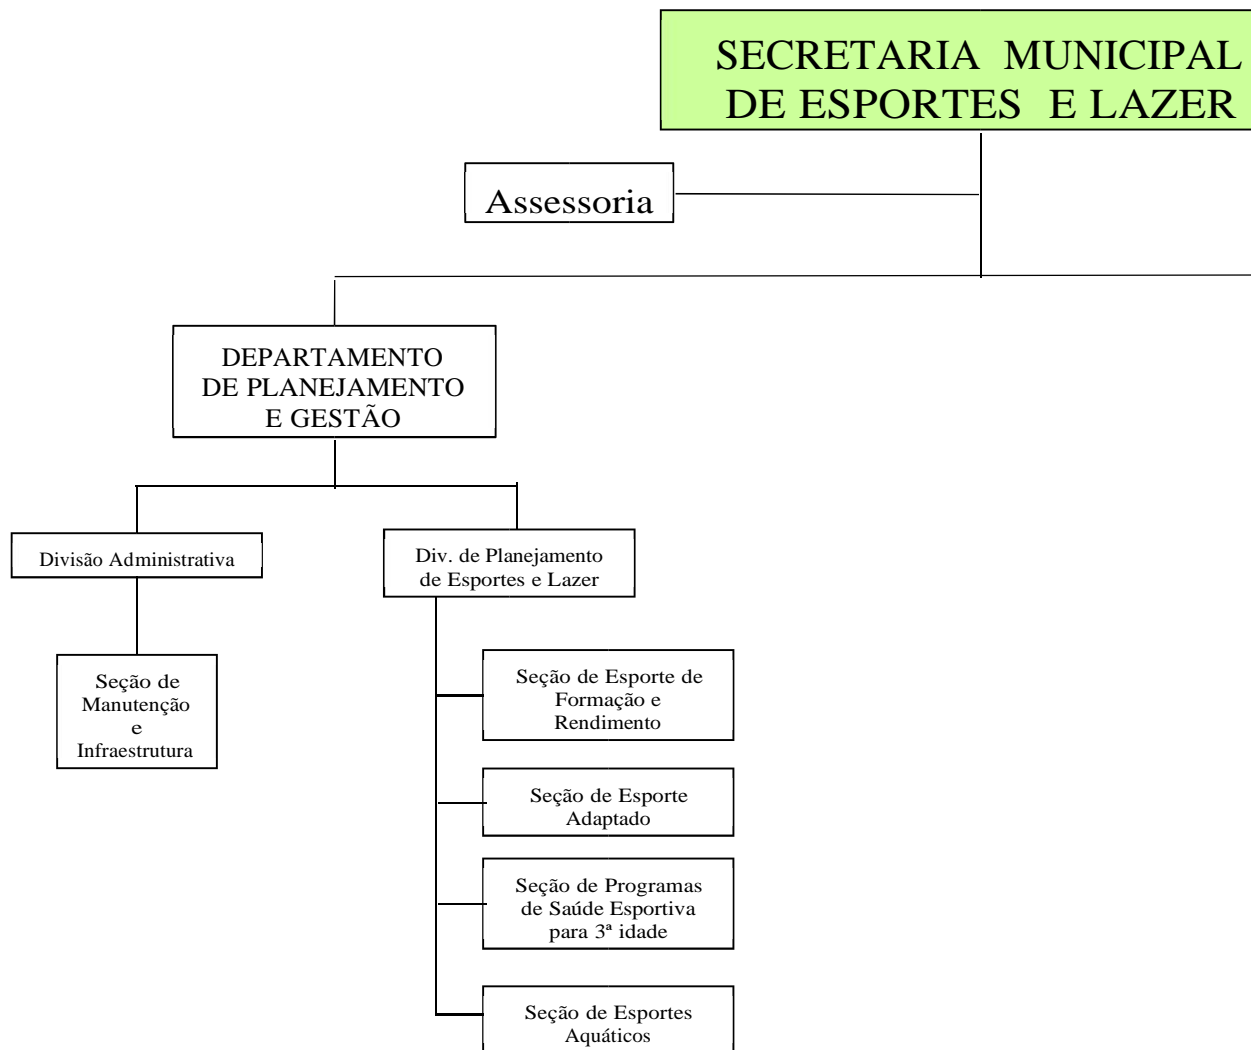 SECRETARIA MUNICIPAL
DE ESPORTES E LAZER
Assessoria
DEPARTAMENTO
DE PLANEJAMENTO
E GESTÃO
Divisão Administrativa
Div. de Planejamento
de Esportes e Lazer
Seção de
Manutenção
e
Infraestrutura
Seção de Esporte de
Formação e
Rendimento
Seção de Esporte
Adaptado
Seção de Programas
de Saúde Esportiva
para 3ª idade
Seção de Esportes
Aquáticos